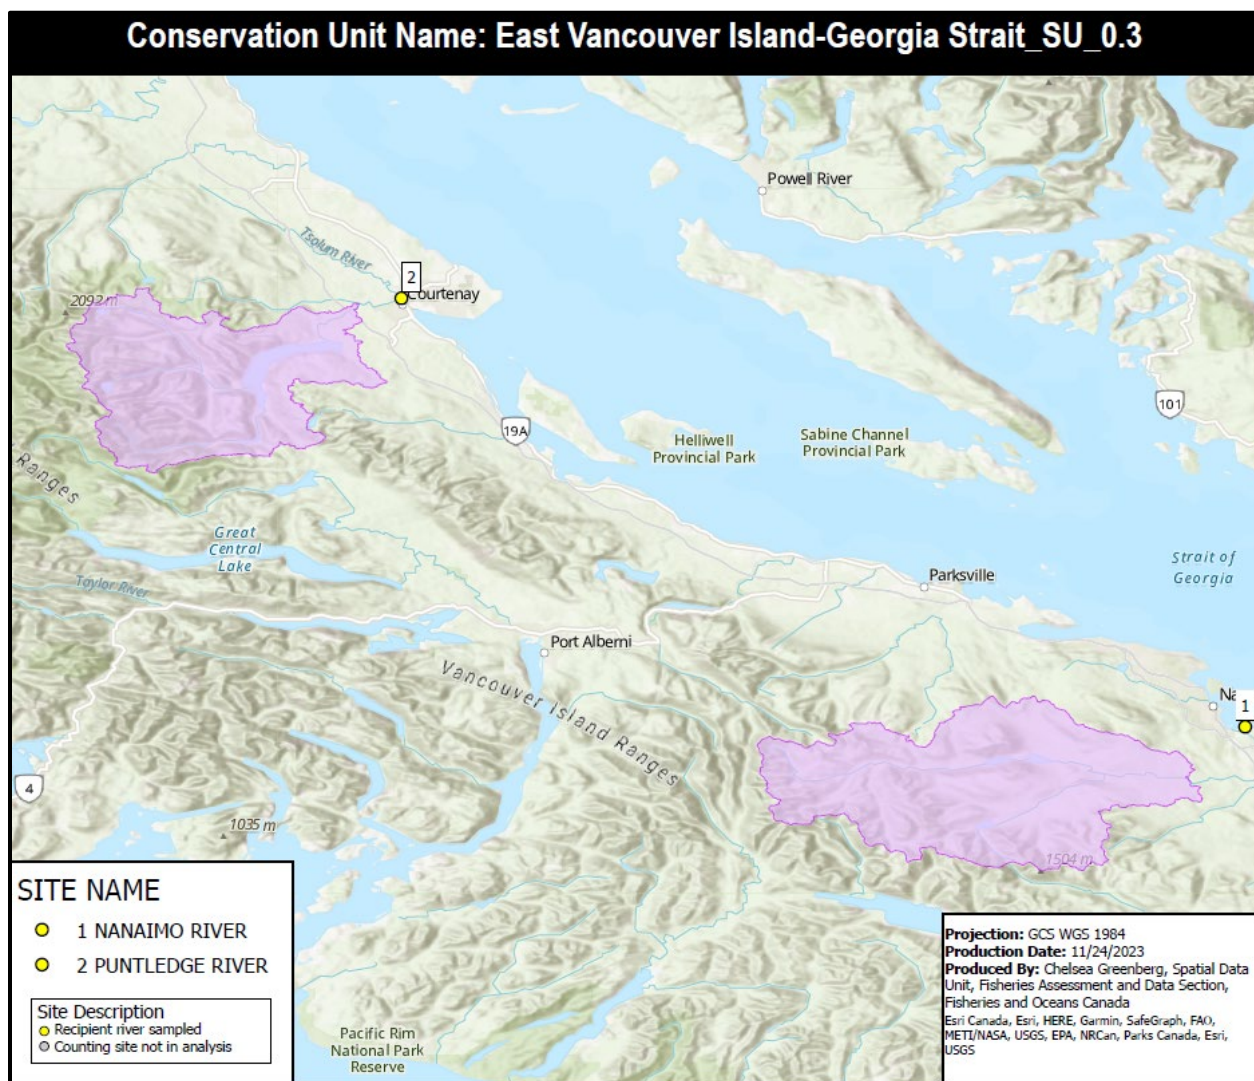 Conservation Unit Name: East Vancouver Island-Georgia Strait_SU_0.3
Powell River
Tsolum River
2
Courtenay
2092 m
101
19A
Helliwell
Provincial Park
Sabine Channel
Provincial Park
Ranges
Great
Central
Lake
Strait of
Georgia
Taylor River
Parksville
Port Alberni
Vancouver Island Ranges
Na
1
4
1035 m
1504 m
SITE NAME
1 NANAIMO RIVER
2 PUNTLEDGE RIVER
Site Description
Recipient river sampled
Counting site not in analysis
Pacific Rim
National Park
Reserve
Projection: GCS WGS 1984
Production Date: 11/24/2023
Produced By: Chelsea Greenberg, Spatial Data
Unit, Fisheries Assessment and Data Section,
Fisheries and Oceans Canada
Esri Canada, Esri, HERE, Garmin, SafeGraph, FAO,
METI/NASA, USGS, EPA, NRCan, Parks Canada, Esri,
USGS